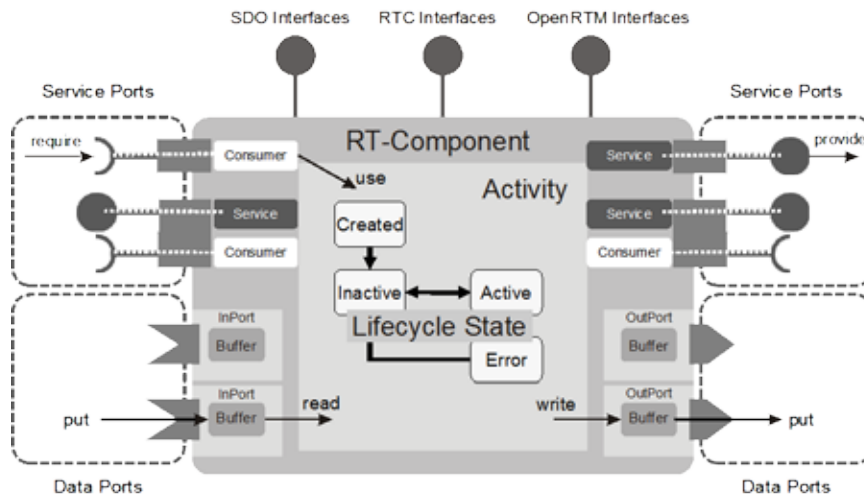 SDO Interfaces
RTC Interfaces
OpenRTM Interfaces
Service Ports
Service Ports
require
Consumer
RT-Component
Service
provide
use
Activity
Service
Created
Service
Consumer
Consumer
Inactive
Active
Lifecycle State
InPort
Buffer
OutPort
Buffer
Error
InPort
OutPort
put
Buffer
read
write
Buffer
put
Data Ports
Data Ports